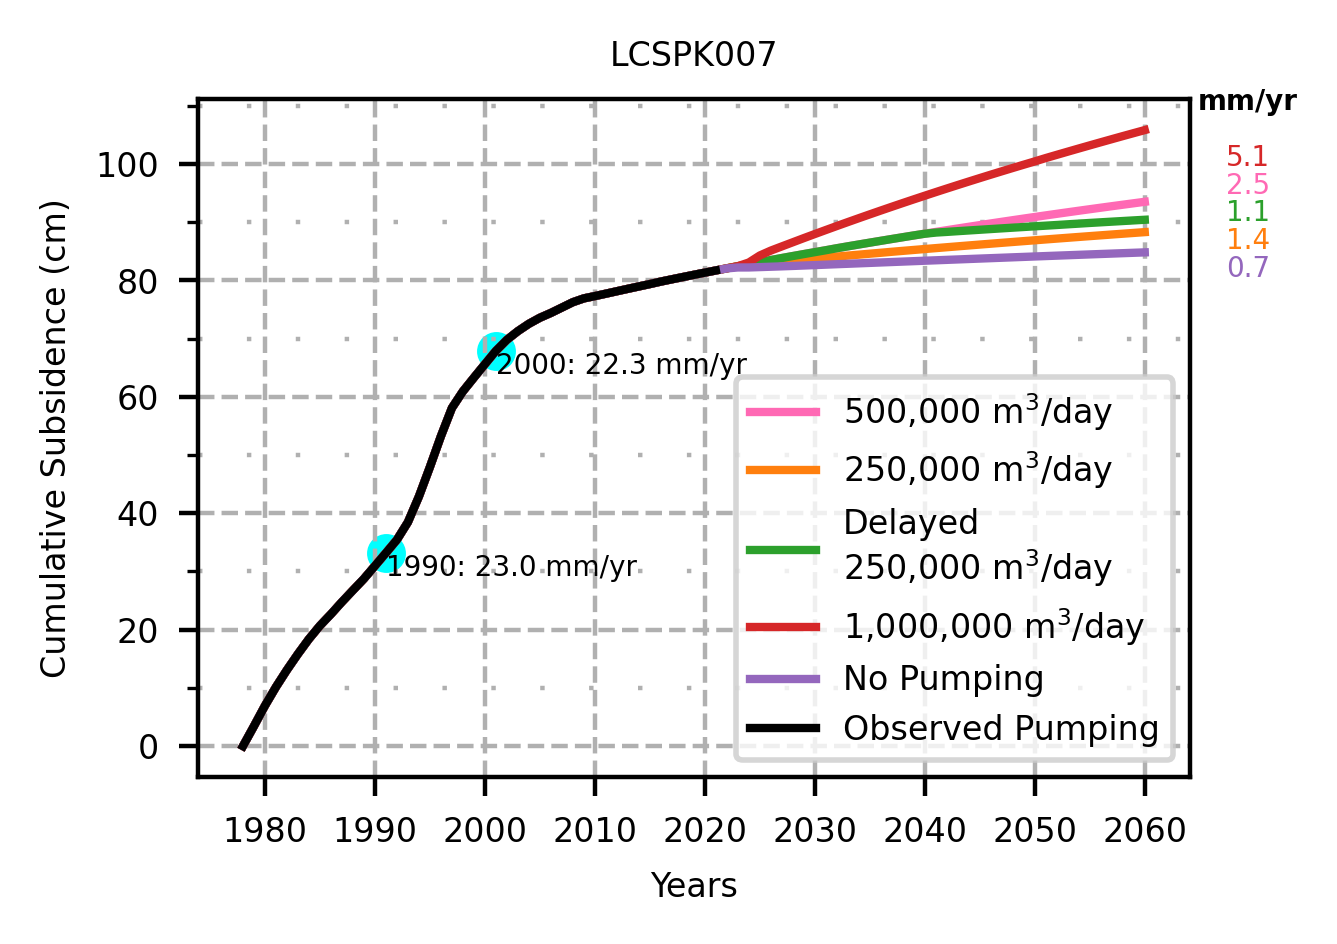 LCSPK007
mm/yr
5.1
2.5
1.1
1.4
0.7
100
80
60
40
20
0
Cumulative Subsidence (cm)
2000: 22.3 mm/yr
1990: 23.0 mm/yr
500,000 m³/day
250,000 m³/day
Delayed
250,000 m³/day
1,000,000 m³/day
No Pumping
Observed Pumping
1980 1990 2000 2010 2020 2030 2040 2050 2060
Years